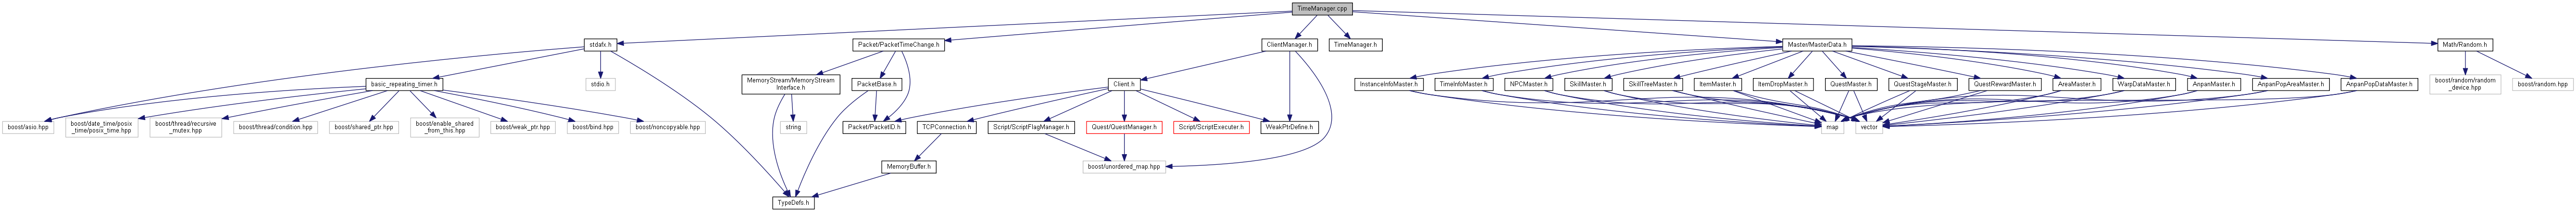 TimeManager.cpp
stdafx.h
Packet/PacketTimeChange.h
ClientManager.h
TimeManager.h
Master/MasterData.h
Math/Random.h
basic_repeating_timer.h
stdio.h
MemoryStream/MemoryStream
Interface.h
PacketBase.h
Client.h
InstanceInfoMaster.h
TimeInfoMaster.h
NPCMaster.h
SkillMaster.h
SkillTreeMaster.h
ItemMaster.h
ItemDropMaster.h
QuestMaster.h
QuestStageMaster.h
QuestRewardMaster.h
AreaMaster.h
WarpDataMaster.h
AnpanMaster.h
AnpanPopAreaMaster.h
AnpanPopDataMaster.h
boost/random/random
_device.hpp
boost/random.hpp
boost/asio.hpp
boost/date_time/posix
_time/posix_time.hpp
boost/thread/recursive
_mutex.hpp
boost/thread/condition.hpp
boost/shared_ptr.hpp
boost/enable_shared
_from_this.hpp
boost/weak_ptr.hpp
boost/bind.hpp
boost/noncopyable.hpp
string
Packet/PacketID.h
TCPConnection.h
Script/ScriptFlagManager.h
Quest/QuestManager.h
Script/ScriptExecuter.h
WeakPtrDefine.h
map
vector
MemoryBuffer.h
boost/unordered_map.hpp
TypeDefs.h